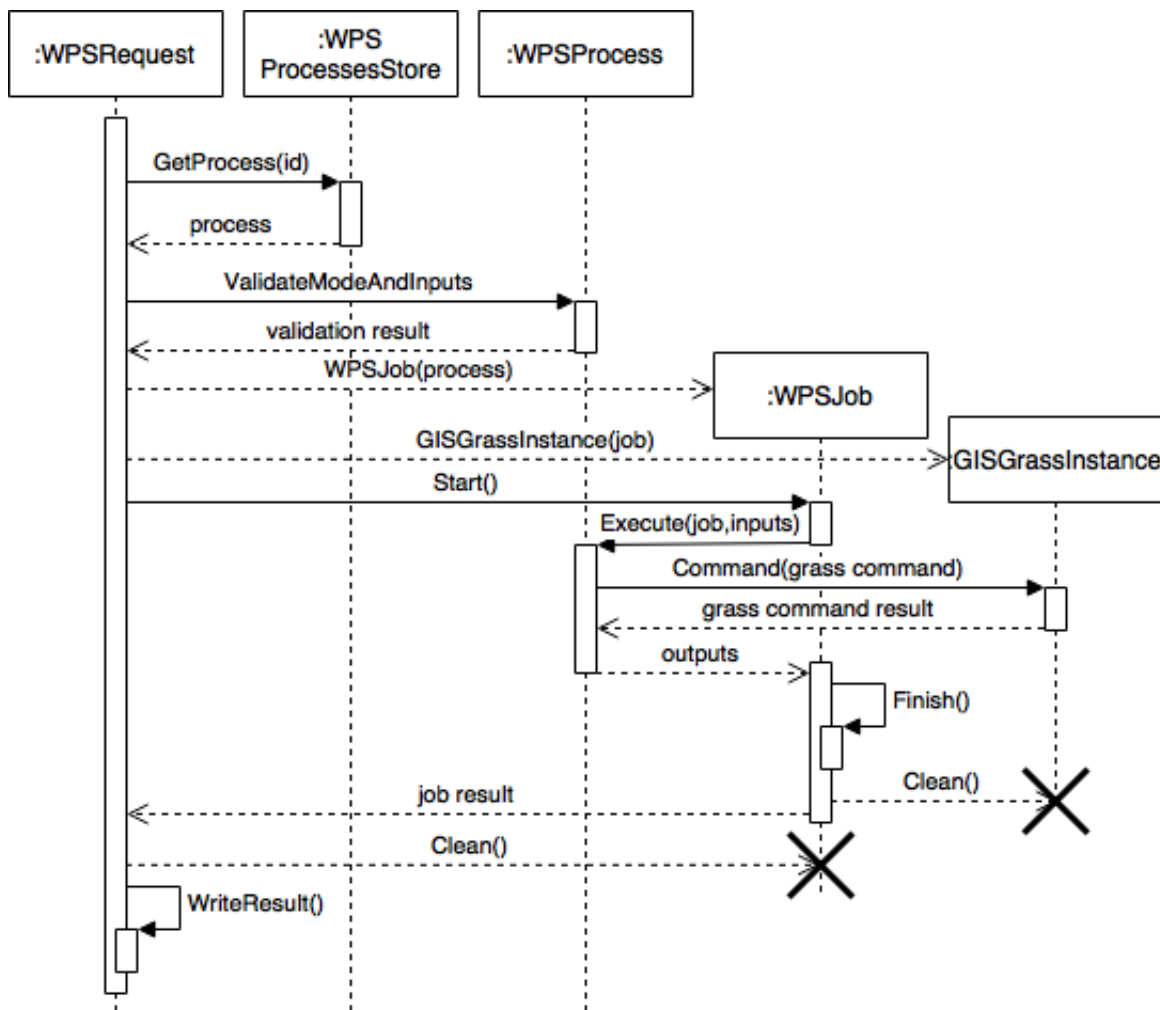 :WPSRequest
:WPS
ProcessesStore
:WPSProcess
GetProcess(id)
process
ValidateModeAndInputs
validation result
WPSJob(process)
:WPSJob
GISGrassInstance(job)
:GISGrassInstance
Start()
Execute(job,inputs)
Command(grass command)
grass command result
outputs
Finish()
Clean()
job result
Clean()
WriteResult()